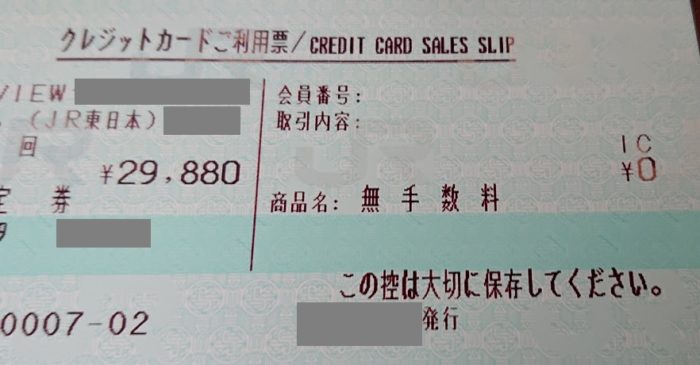 クレジットカードご利用票/CREDIT CARD SALES SLIP
VIEW
(JR東日本)
回
¥29,880
定 券
会員番号:
取引内容:
IC
¥0
商品名: 無 手 数 料
この控は大切に保存してください。
0007-02
発行